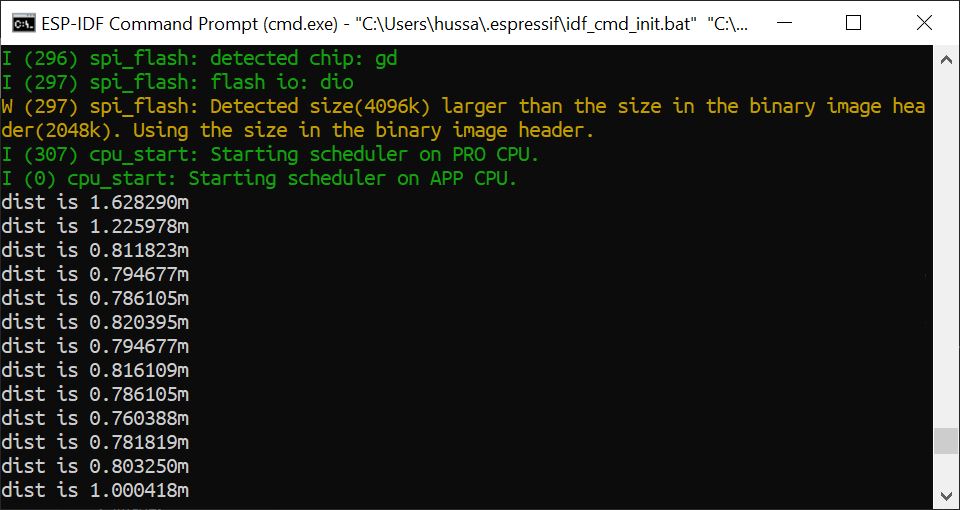 ESP-IDF Command Prompt (cmd.exe) - "C:\Users\hussa\.espressif\idf_cmd_init.bat" "C:\...
I (296) spi_flash: detected chip: gd
I (297) spi_flash: flash io: dio
W (297) spi_flash: Detected size(4096k) larger than the size in the binary image hea
der(2048k). Using the size in the binary image header.
I (307) cpu_start: Starting scheduler on PRO CPU.
I (0) cpu_start: Starting scheduler on APP CPU.
dist is 1.628290m
dist is 1.225978m
dist is 0.811823m
dist is 0.794677m
dist is 0.786105m
dist is 0.820395m
dist is 0.794677m
dist is 0.816109m
dist is 0.786105m
dist is 0.760388m
dist is 0.781819m
dist is 0.803250m
dist is 1.000418m